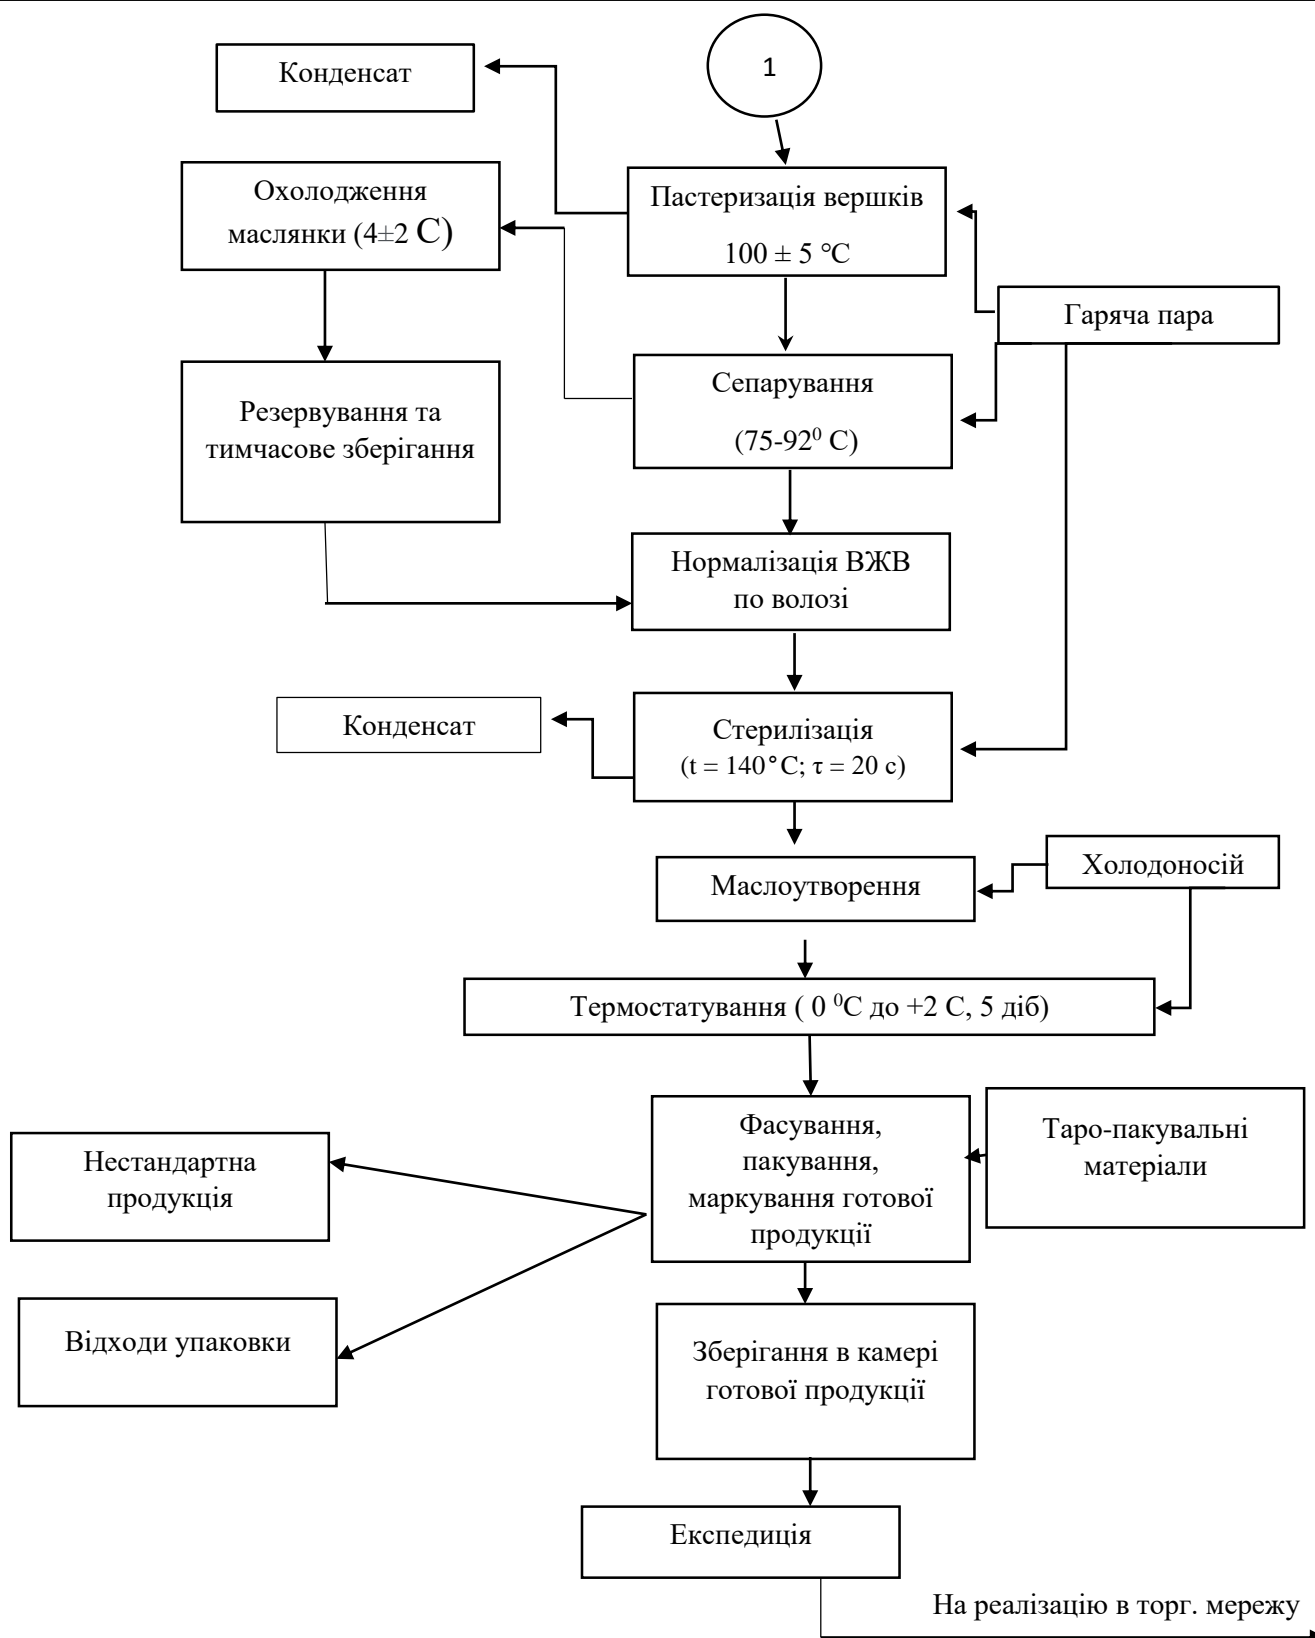 1
Конденсат
Охолодження
маслянки (4±2 С)
Пастеризація вершків
100 ± 5 ℃
Гаряча пара
Сепарування
(75-92⁰ С)
Резервування та
тимчасове зберігання
Нормалізація ВЖВ
по волозі
Конденсат
Стерилізація
(t = 140°С; τ = 20 с)
Маслоутворення
Холодоносій
Термостатування ( 0 ⁰С до +2 С, 5 діб)
Фасування,
пакування,
маркування готової
продукції
Таро-пакувальні
матеріали
Нестандартна
продукція
Відходи упаковки
Зберігання в камері
готової продукції
Експедиція
На реалізацію в торг. мережу